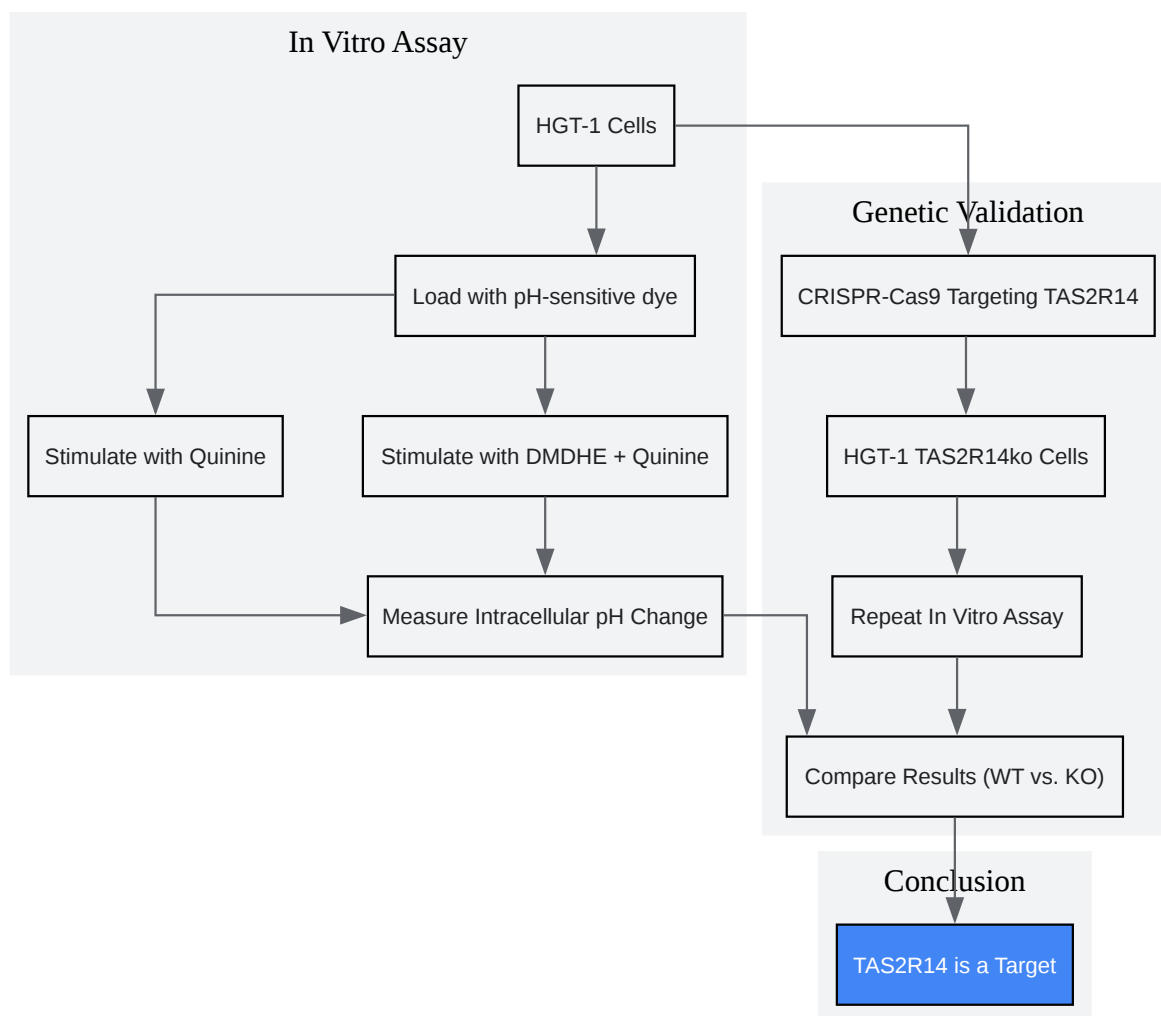 In Vitro Assay
HGT-1 Cells
Load with pH-sensitive dye
Stimulate with Quinine
Stimulate with DMDHE + Quinine
Measure Intracellular pH Change
Genetic Validation
CRISPR-Cas9 Targeting TAS2R14
HGT-1 TAS2R14ko Cells
Repeat In Vitro Assay
Compare Results (WT vs. KO)
Conclusion
TAS2R14 is a Target